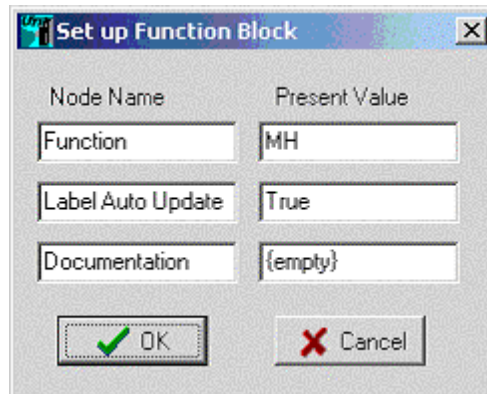 Set up Function Block
Node Name Present Value
Function MH
Label Auto Update True
Documentation {empty}
OK Cancel